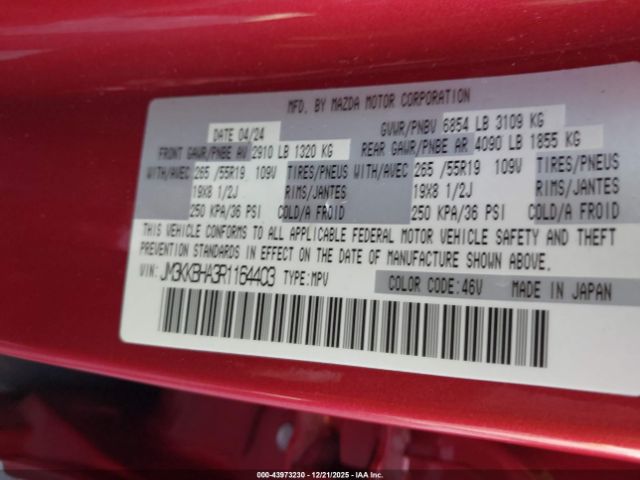 MFD. BY MAZDA MOTOR CORPORATION
DATE 04/24 GVWR/PNBV 6854 LB 3109 KG
FRONT GAWR/PNBE AV 2910 LB 1320 KG REAR GAWR/PNBE AR 4090 LB 1855 KG
WITH/AVEC 265 /55R19 109V TIRES/PNEUS WITH/AVEC 265 /55R19 109V TIRES/PNEUS
19X8 1/2J RIMS/JANTES 19X8 1/2J RIMS/JANTES
250 KPA/36 PSI COLD/A FROID 250 KPA/36 PSI COLD/A FROID
THIS VEHICLE CONFORMS TO ALL APPLICABLE FEDERAL MOTOR VEHICLE SAFETY AND THEFT
PREVENTION STANDARDS IN EFFECT ON THE DATE OF MANUFACTURE SHOWN ABOVE.
VIN: JM3KKBHA3R1164403 TYPE:MPV COLOR CODE:46V MADE IN JAPAN
000-43973230 12/21/2025 IAA Inc.